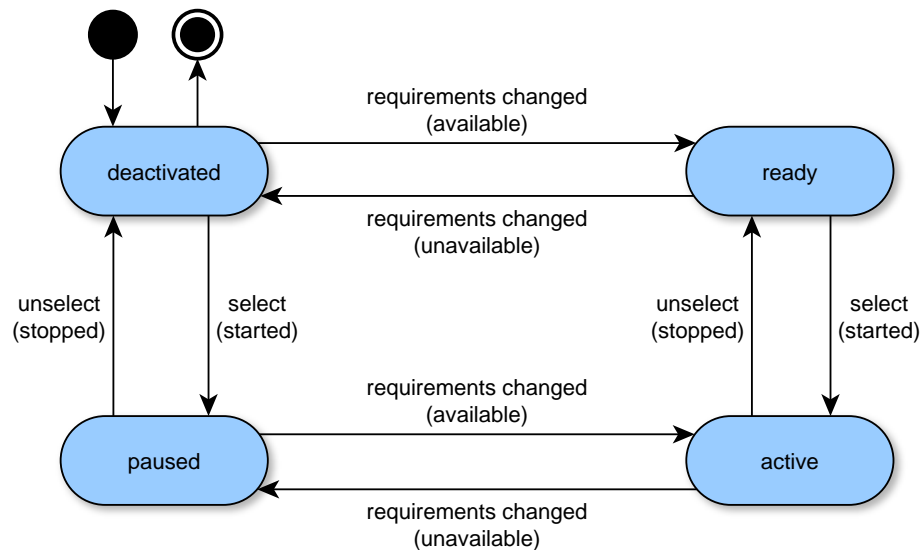 requirements changed
(available)
deactivated
ready
requirements changed
(unavailable)
unselect
(stopped)
select
(started)
unselect
(stopped)
select
(started)
requirements changed
(available)
paused
active
requirements changed
(unavailable)